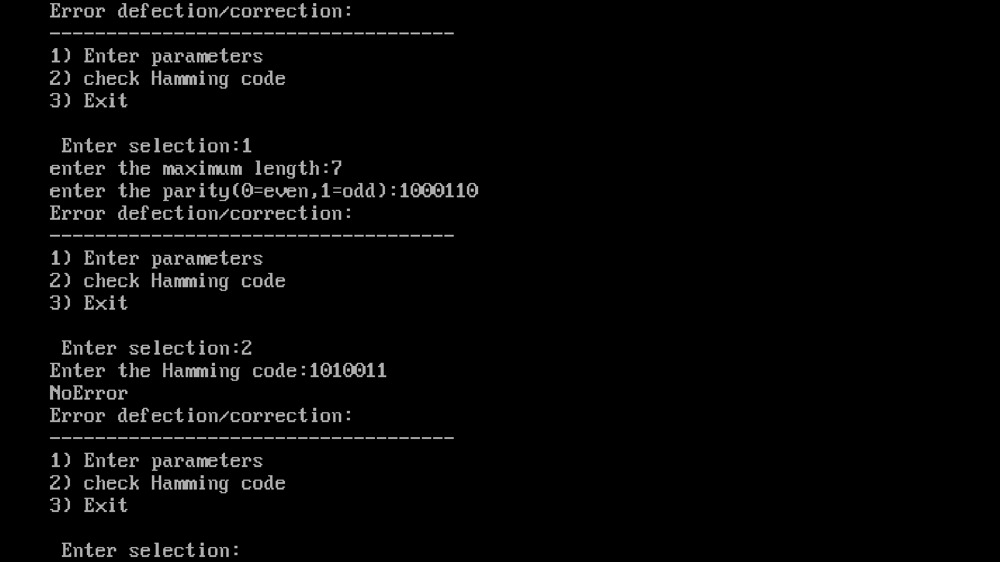 Error defection/correction:
------------------------------------
1) Enter parameters
2) check Hamming code
3) Exit
Enter selection:1
enter the maximum length:7
enter the parity(0=even,1=odd):1000110
Error defection/correction:
------------------------------------
1) Enter parameters
2) check Hamming code
3) Exit
Enter selection:2
Enter the Hamming code:1010011
NoError
Error defection/correction:
------------------------------------
1) Enter parameters
2) check Hamming code
3) Exit
Enter selection: